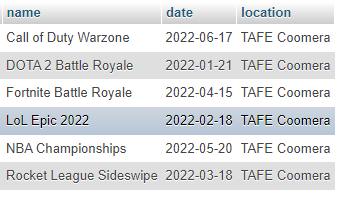 name date location
Call of Duty Warzone 2022-06-17 TAFE Coomera
DOTA 2 Battle Royale 2022-01-21 TAFE Coomera
Fortnite Battle Royale 2022-04-15 TAFE Coomera
LoL Epic 2022 2022-02-18 TAFE Coomera
NBA Championships 2022-05-20 TAFE Coomera
Rocket League Sideswipe 2022-03-18 TAFE Coomera